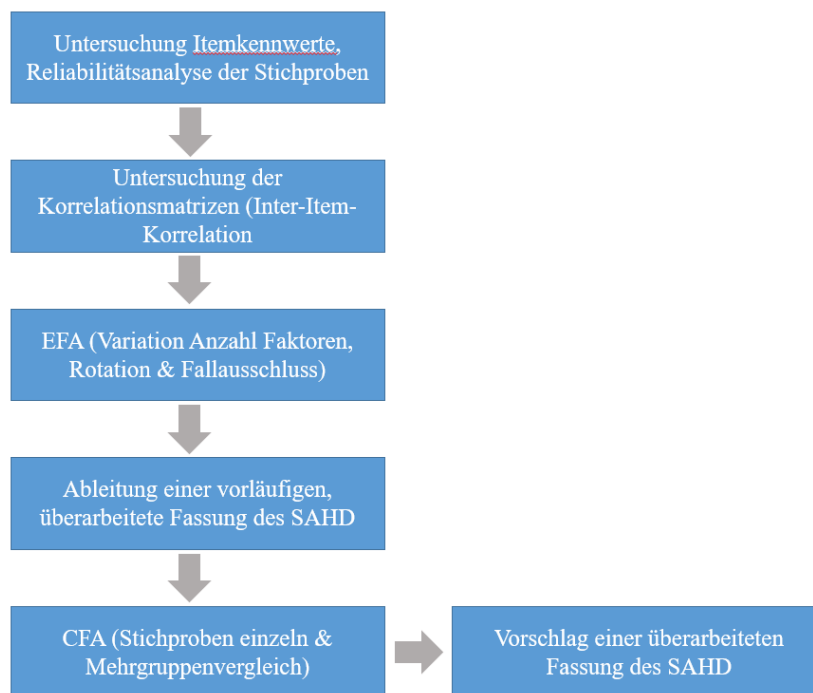 Untersuchung Itemkennwerte,
Reliabilitätsanalyse der Stichproben
Untersuchung der
Korrelationsmatrizen (Inter-Item-
Korrelation
EFA (Variation Anzahl Faktoren,
Rotation & Fallausschluss)
Ableitung einer vorläufigen,
überarbeitete Fassung des SAHD
CFA (Stichproben einzeln &
Mehrgruppenvergleich)
Vorschlag einer überarbeiteten
Fassung des SAHD